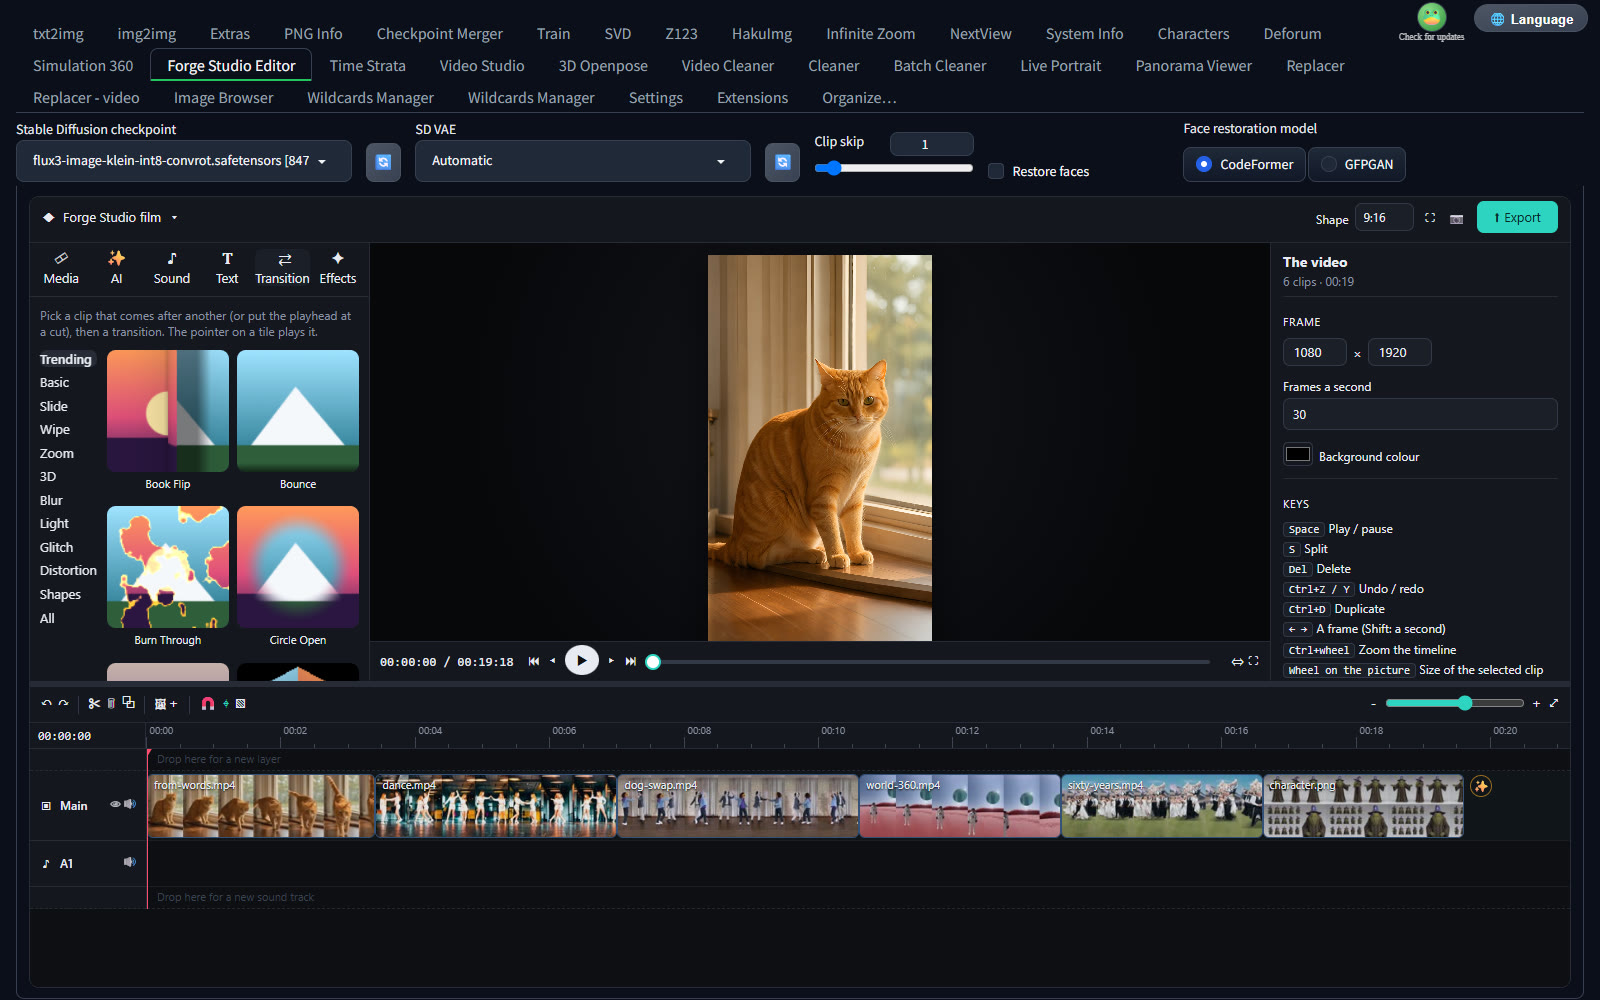 txt2img img2img Extras PNG Info Checkpoint Merger Train SVD Z123 HakuImg Infinite Zoom NextView System Info Characters Deforum
Check for updates
Language
Simulation 360 Forge Studio Editor Time Strata Video Studio 3D Openpose Video Cleaner Cleaner Batch Cleaner Live Portrait Panorama Viewer Replacer
Replacer - video Image Browser Wildcards Manager Wildcards Manager Settings Extensions Organize…
Stable Diffusion checkpoint
flux3-image-klein-int8-convrot.safetensors [847
SD VAE
Automatic
Clip skip
1
Restore faces
Face restoration model
CodeFormer GFPGAN
Forge Studio film
Shape 9:16
Export
Media AI Sound Text Transition Effects
Pick a clip that comes after another (or put the playhead at
a cut), then a transition. The pointer on a tile plays it.
Trending
Basic
Slide
Wipe
Zoom
3D
Blur
Light
Glitch
Distortion
Shapes
All
Book Flip Bounce
Burn Through Circle Open
00:00:00 / 00:19:18
The video
6 clips · 00:19
FRAME
1080 × 1920
Frames a second
30
Background colour
KEYS
Space Play / pause
S Split
Del Delete
Ctrl+Z / Y Undo / redo
Ctrl+D Duplicate
← → A frame (Shift: a second)
Ctrl+wheel Zoom the timeline
Wheel on the picture Size of the selected clip
00:00:00
00:00 00:02 00:04 00:06 00:08 00:10 00:12 00:14 00:16 00:18 00:20
Drop here for a new layer
Main
from-words.mp4 dance.mp4 dog-swap.mp4 world-360.mp4 sixty-years.mp4 character.png
A1
Drop here for a new sound track